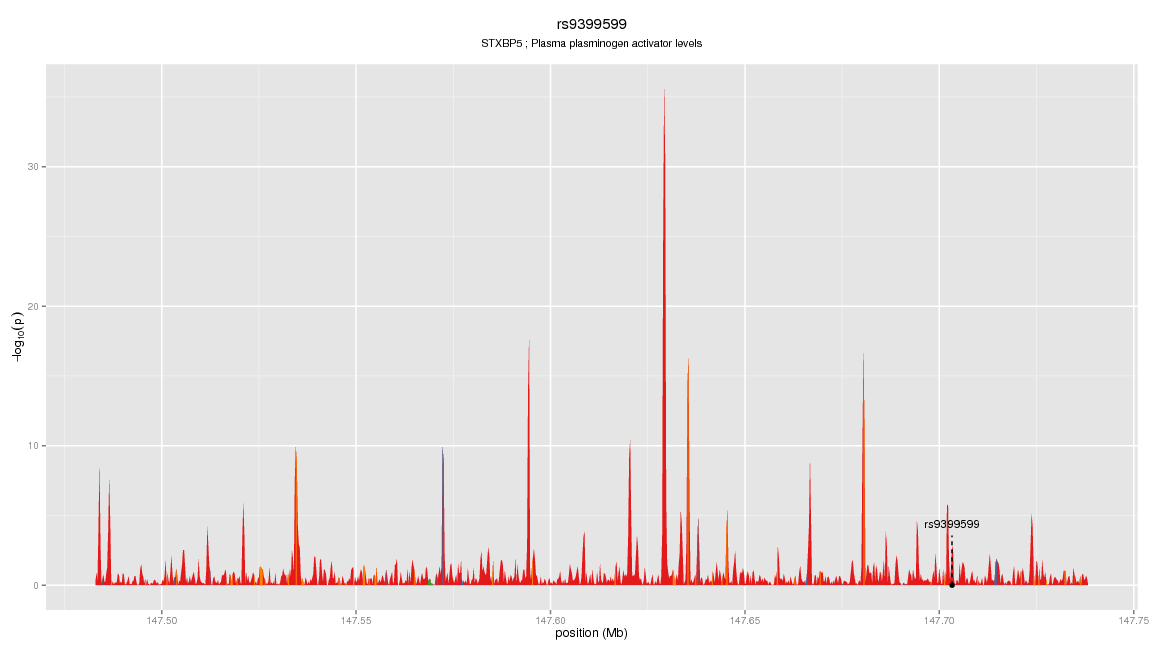 rs9399599
STXBP5 ; Plasma plasminogen activator levels
−log10(p)
30
20
10
0
rs9399599
147.50
147.55
147.60
147.65
147.70
147.75
position (Mb)